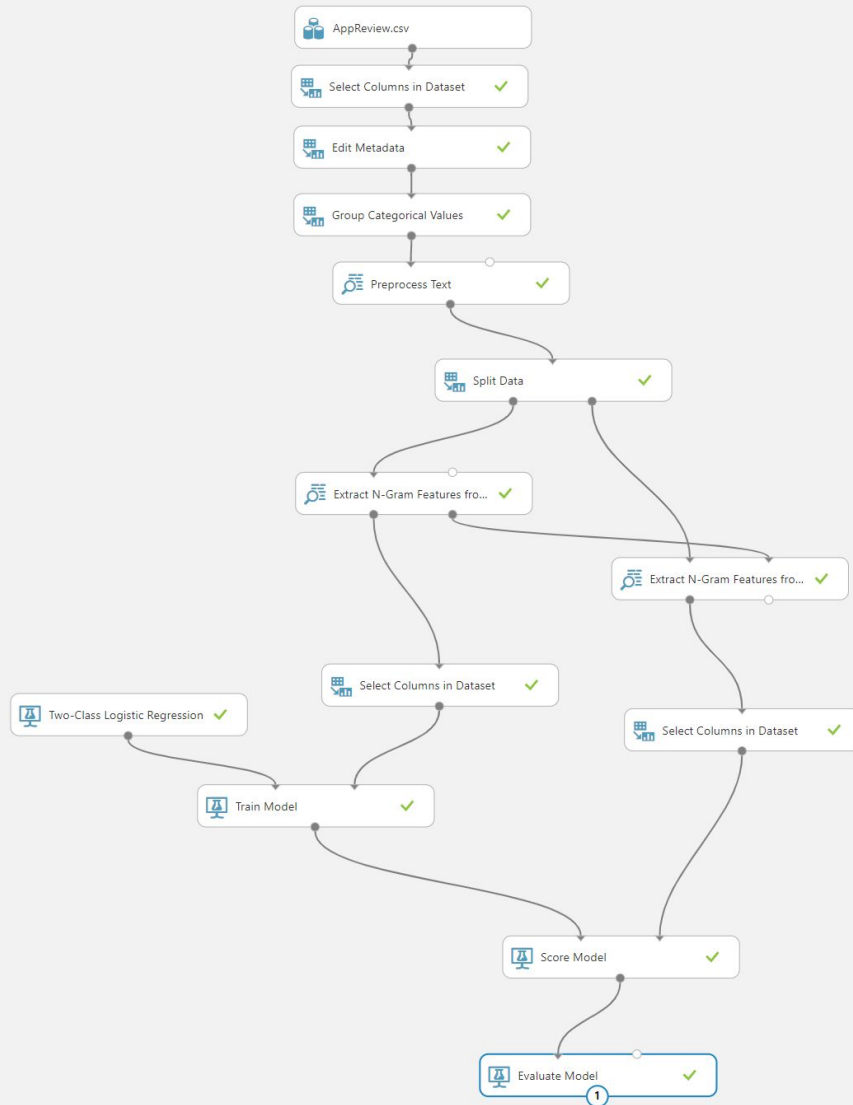 AppReview.csv
Select Columns in Dataset
Edit Metadata
Group Categorical Values
Preprocess Text
Split Data
Extract N-Gram Features fro...
Extract N-Gram Features fro...
Select Columns in Dataset
Two-Class Logistic Regression
Select Columns in Dataset
Train Model
Score Model
Evaluate Model
1